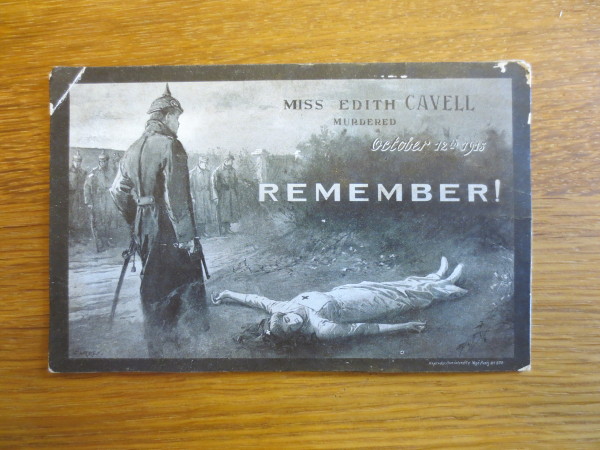 MISS EDITH CAVELL
MURDERED
October 12th 1915
REMEMBER!